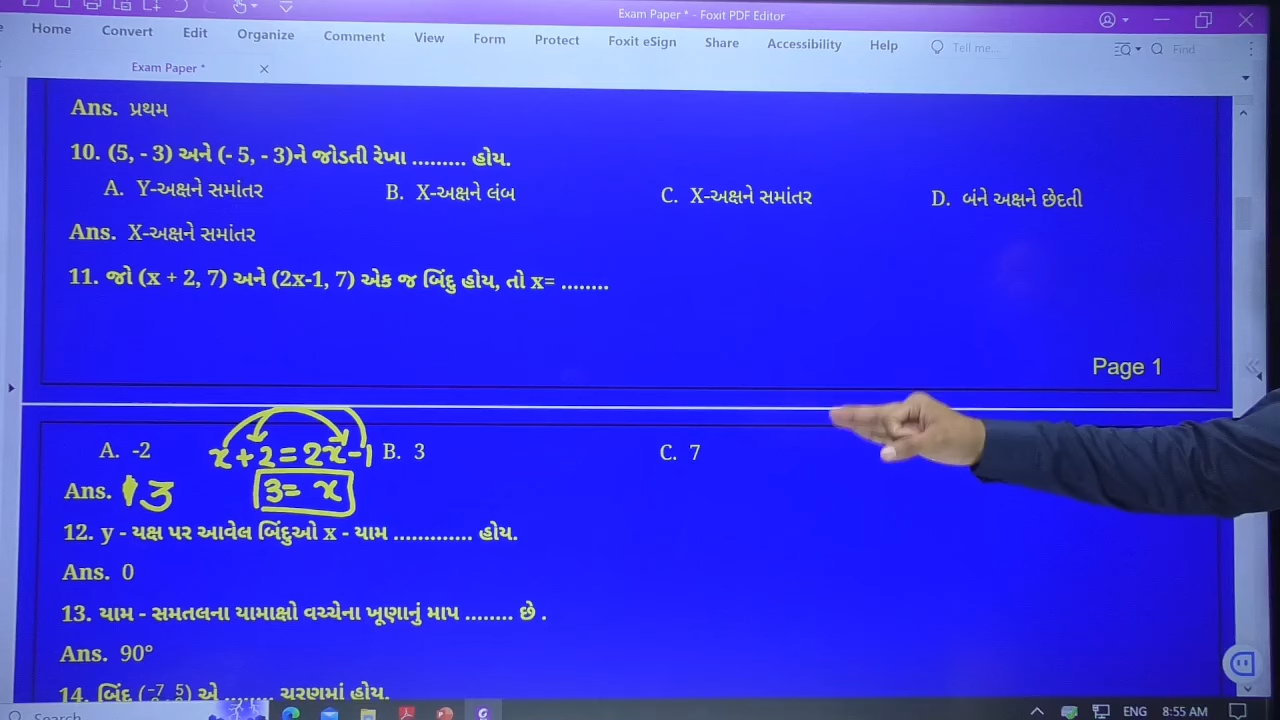 Exam Paper * - Foxit PDF Editor
Home Convert Edit Organize Comment View Form Protect Foxit eSign Share Accessibility Help Tell me... Find
Exam Paper *
Ans. પ્રથમ
10. (5, - 3) અને (- 5, - 3)ને જોડતી રેખા ......... હોય.
A. Y-અક્ષને સમાંતર B. X-અક્ષને લંબ C. X-અક્ષને સમાંતર D. બંને અક્ષને છેદતી
Ans. X-અક્ષને સમાંતર
11. જો (x + 2, 7) અને (2x-1, 7) એક જ બિંદુ હોય, તો x= ........
Page 1
A. -2 x+2=2x-1 B. 3 C. 7
Ans. 3 3= x
12. y - યક્ષ પર આવેલ બિંદુઓ x - યામ ............. હોય.
Ans. 0
13. યામ - સમતલના યામાક્ષો વચ્ચેના ખૂણાનું માપ ........ છે .
Ans. 90°
14. બિંદુ (-7 5) એ ......... ચરણમાં હોય.
Search ENG 8:55 AM